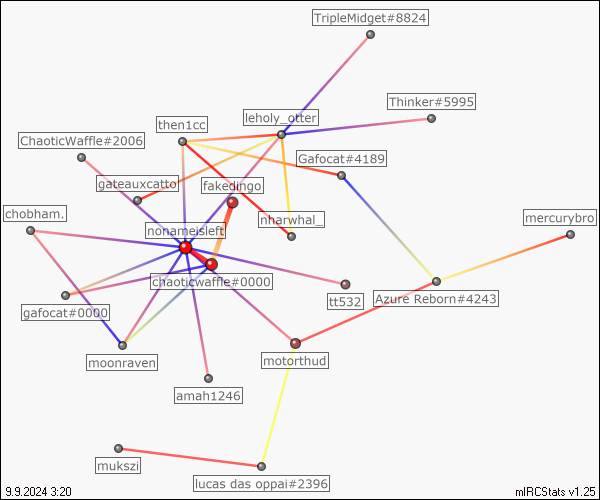 TripleMidget#8824
Thinker#5995
leholy_otter
then1cc
ChaoticWaffle#2006
Gafocat#4189
gateauxcatto
fakedingo
chobham.
nharwhal_
mercurybro
nonameisleft
chaoticwaffle#0000
tt532
Azure Reborn#4243
gafocat#0000
moonraven
motorthud
amah1246
mukszi
lucas das oppai#2396
9.9.2024 3:20
mIRCStats v1.25